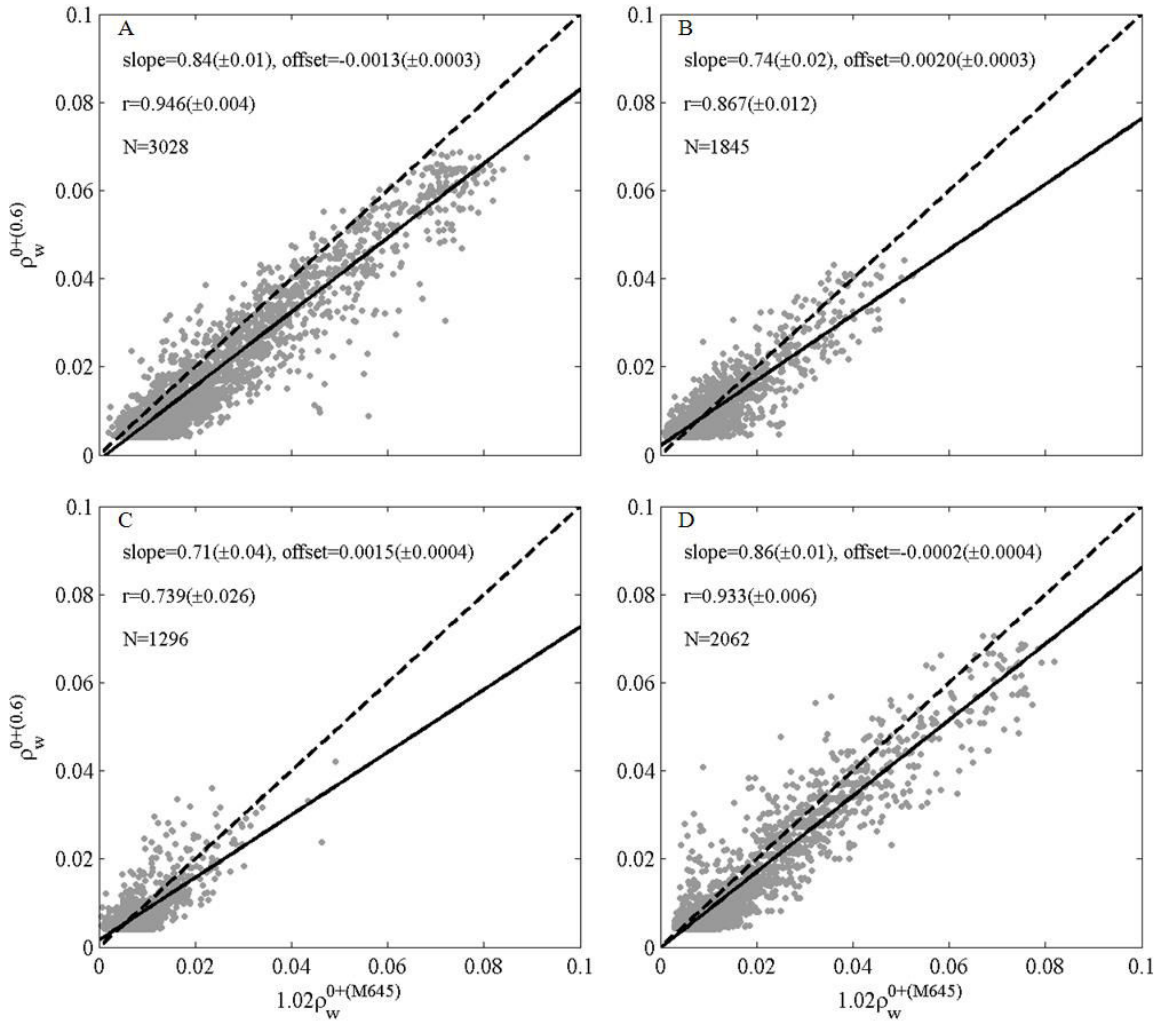 A
slope=0.84(±0.01), offset=-0.0013(±0.0003)
r=0.946(±0.004)
N=3028
0.1
0.08
0.06
0.04
0.02
0
ρw0+(0.6)
B
slope=0.74(±0.02), offset=0.0020(±0.0003)
r=0.867(±0.012)
N=1845
0.1
0.08
0.06
0.04
0.02
0
C
slope=0.71(±0.04), offset=0.0015(±0.0004)
r=0.739(±0.026)
N=1296
0.1
0.08
0.06
0.04
0.02
0
ρw0+(0.6)
0 0.02 0.04 0.06 0.08 0.1
1.02ρw0+(M645)
D
slope=0.86(±0.01), offset=-0.0002(±0.0004)
r=0.933(±0.006)
N=2062
0.1
0.08
0.06
0.04
0.02
0
0 0.02 0.04 0.06 0.08 0.1
1.02ρw0+(M645)